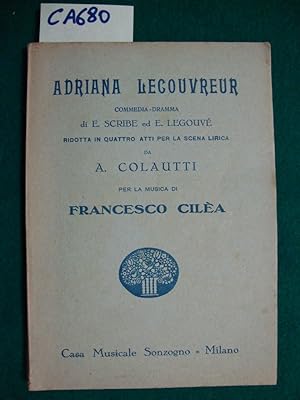 CA680
ADRIANA LECOUVREUR
COMMEDIA-DRAMMA
di E. SCRIBE ed E. LEGOUVÉ
RIDOTTA IN QUATTRO ATTI PER LA SCENA LIRICA
DA
A. COLAUTTI
PER LA MUSICA DI
FRANCESCO CILÈA
Casa Musicale Sonzogno - Milano